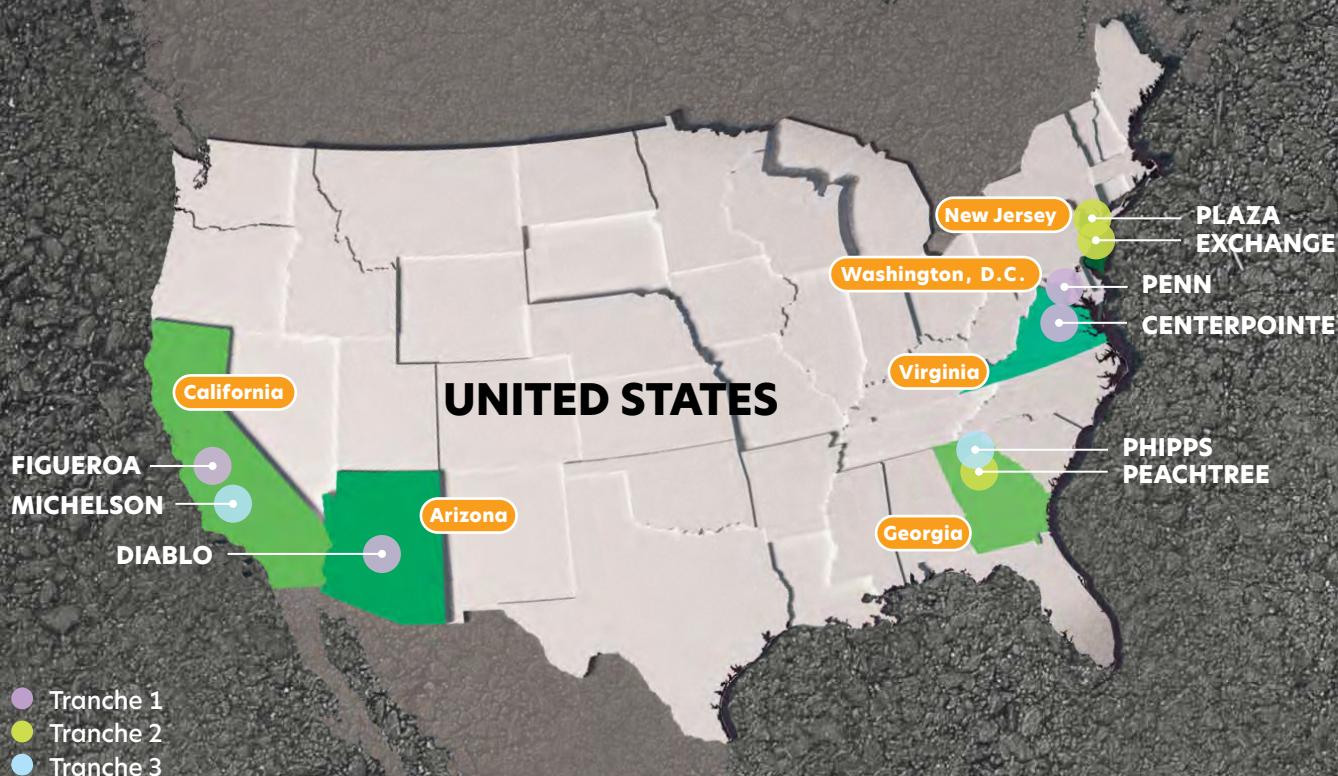 New Jersey
PLAZA
EXCHANGE
Washington, D.C.
PENN
CENTERPOINTE
Virginia
California
UNITED STATES
PHIPPS
PEACHTREE
FIGUEROA
MICHELSON
Arizona
Georgia
DIABLO
Tranche 1
Tranche 2
Tranche 3